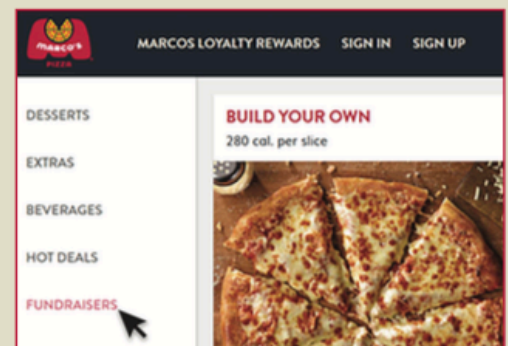 MARCO'S
PIZZA
MARCOS LOYALTY REWARDS SIGN IN SIGN UP
DESSERTS
EXTRAS
BEVERAGES
HOT DEALS
FUNDRAISERS
BUILD YOUR OWN
280 cal. per slice